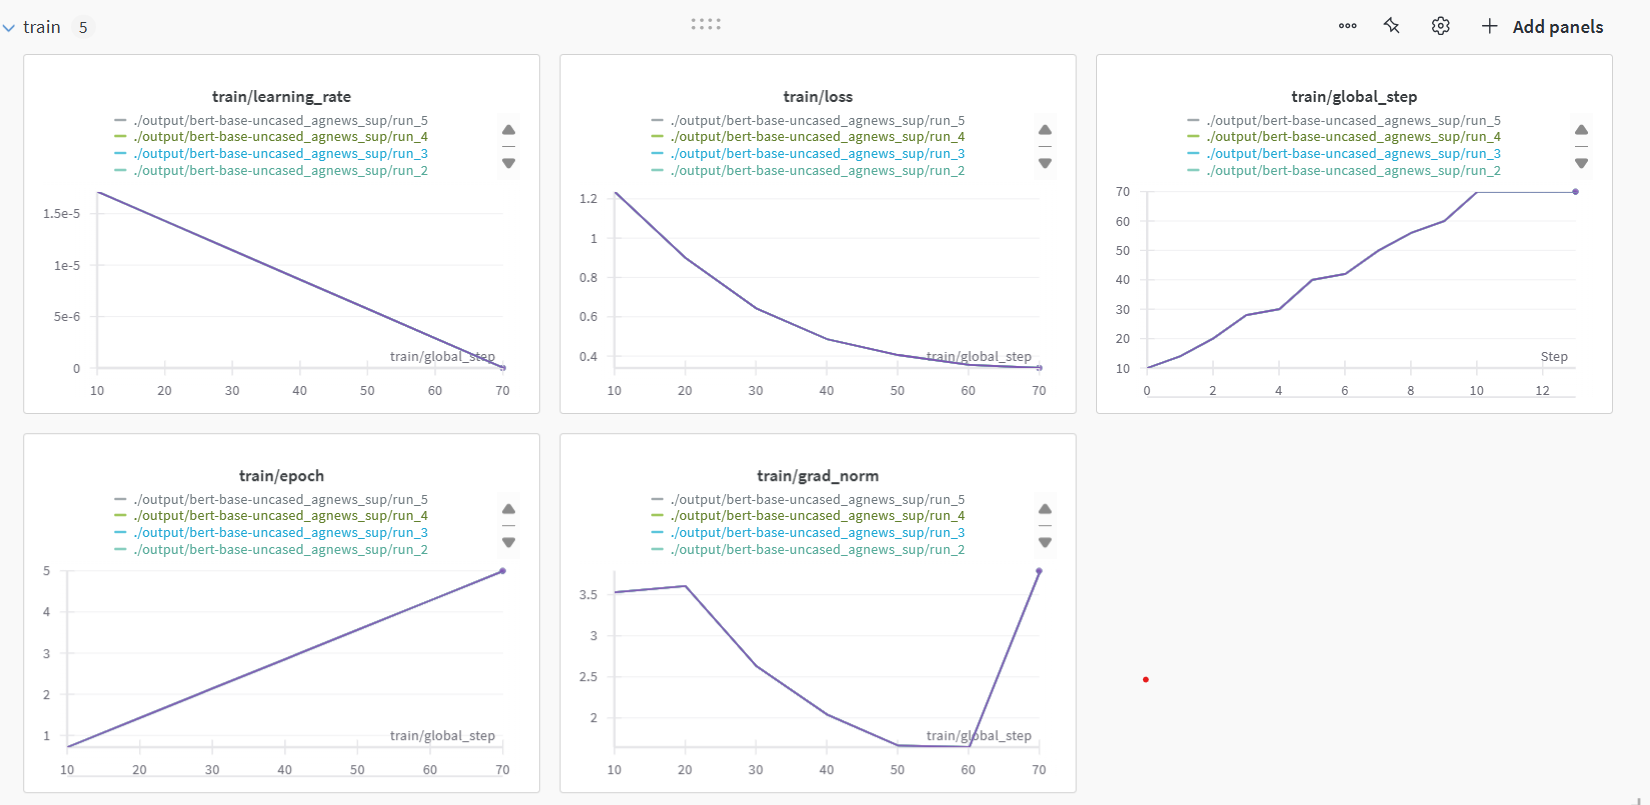 train 5
Add panels
train/learning_rate
./output/bert-base-uncased_agnews_sup/run_5
./output/bert-base-uncased_agnews_sup/run_4
./output/bert-base-uncased_agnews_sup/run_3
./output/bert-base-uncased_agnews_sup/run_2
1.5e-5
1e-5
5e-6
0
train/global_step
10 20 30 40 50 60 70
train/loss
./output/bert-base-uncased_agnews_sup/run_5
./output/bert-base-uncased_agnews_sup/run_4
./output/bert-base-uncased_agnews_sup/run_3
./output/bert-base-uncased_agnews_sup/run_2
1.2
1
0.8
0.6
0.4
train/global_step
10 20 30 40 50 60 70
train/global_step
./output/bert-base-uncased_agnews_sup/run_5
./output/bert-base-uncased_agnews_sup/run_4
./output/bert-base-uncased_agnews_sup/run_3
./output/bert-base-uncased_agnews_sup/run_2
70
60
50
40
30
20
10
Step
0 2 4 6 8 10 12
train/epoch
./output/bert-base-uncased_agnews_sup/run_5
./output/bert-base-uncased_agnews_sup/run_4
./output/bert-base-uncased_agnews_sup/run_3
./output/bert-base-uncased_agnews_sup/run_2
5
4
3
2
1
train/global_step
10 20 30 40 50 60 70
train/grad_norm
./output/bert-base-uncased_agnews_sup/run_5
./output/bert-base-uncased_agnews_sup/run_4
./output/bert-base-uncased_agnews_sup/run_3
./output/bert-base-uncased_agnews_sup/run_2
3.5
3
2.5
2
train/global_step
10 20 30 40 50 60 70